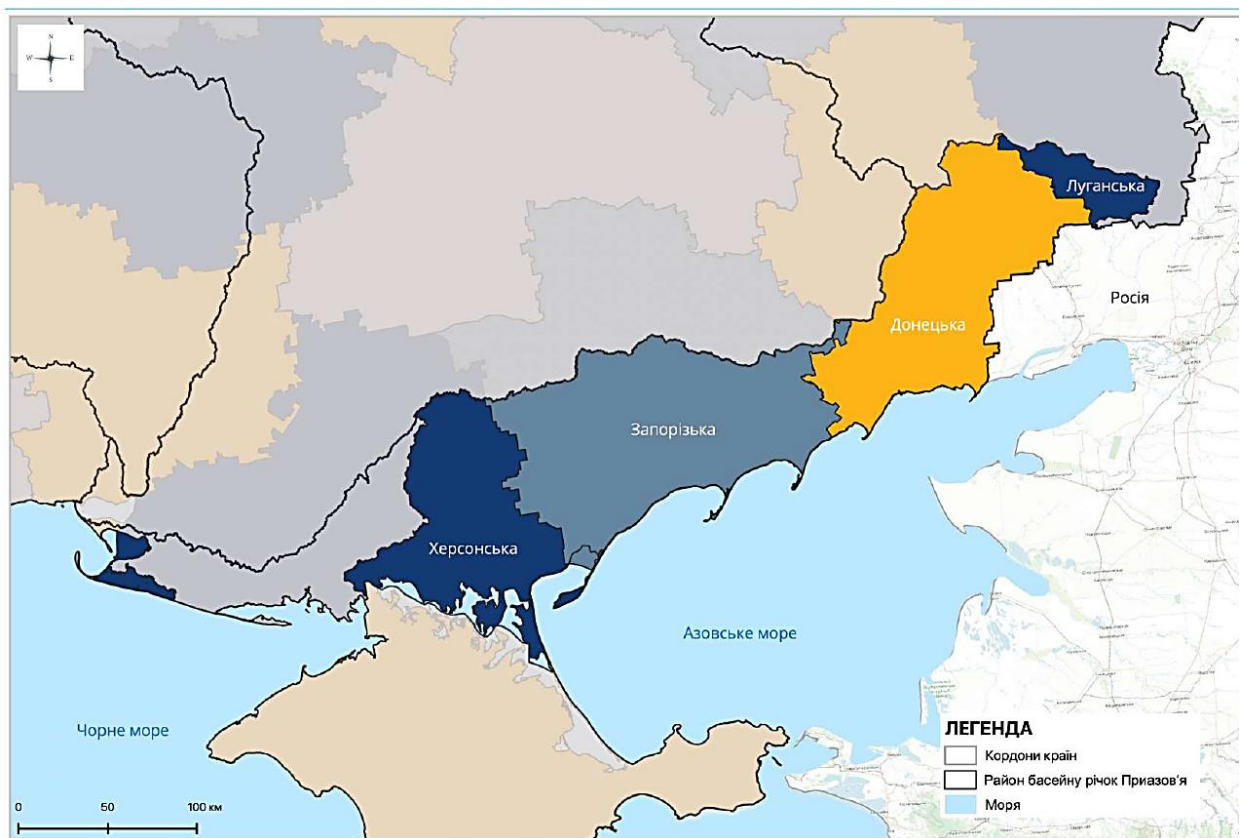 N
W E
S
Луганська
Росія
Донецька
Запорізька
Херсонська
Азовське море
Чорне море
ЛЕГЕНДА
Кордони країн
Район басейну річок Приазов'я
Моря
0 50 100 км